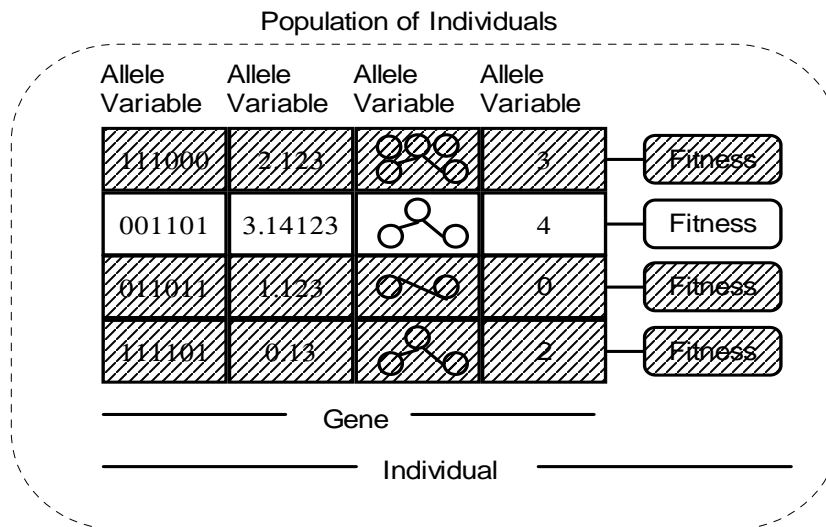 Population of Individuals
Allele Allele Allele Allele
Variable Variable Variable Variable
111000 2.123 3 Fitness
001101 3.14123 4 Fitness
011011 1.123 0 Fitness
111101 0.13 2 Fitness
Gene
Individual